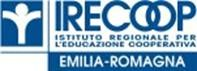 IRECOOP
ISTITUTO REGIONALE PER
L'EDUCAZIONE COOPERATIVA
EMILIA-ROMAGNA